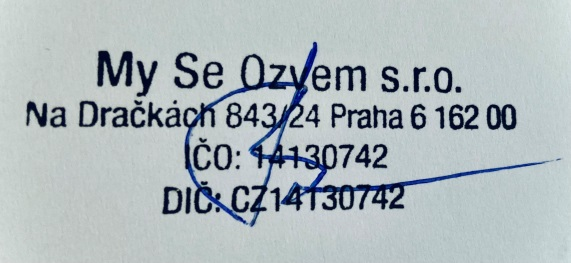 My Se Ozvem s.r.o.
Na Dračkách 843/24 Praha 6 162 00
IČO: 14130742
DIČ: CZ14130742